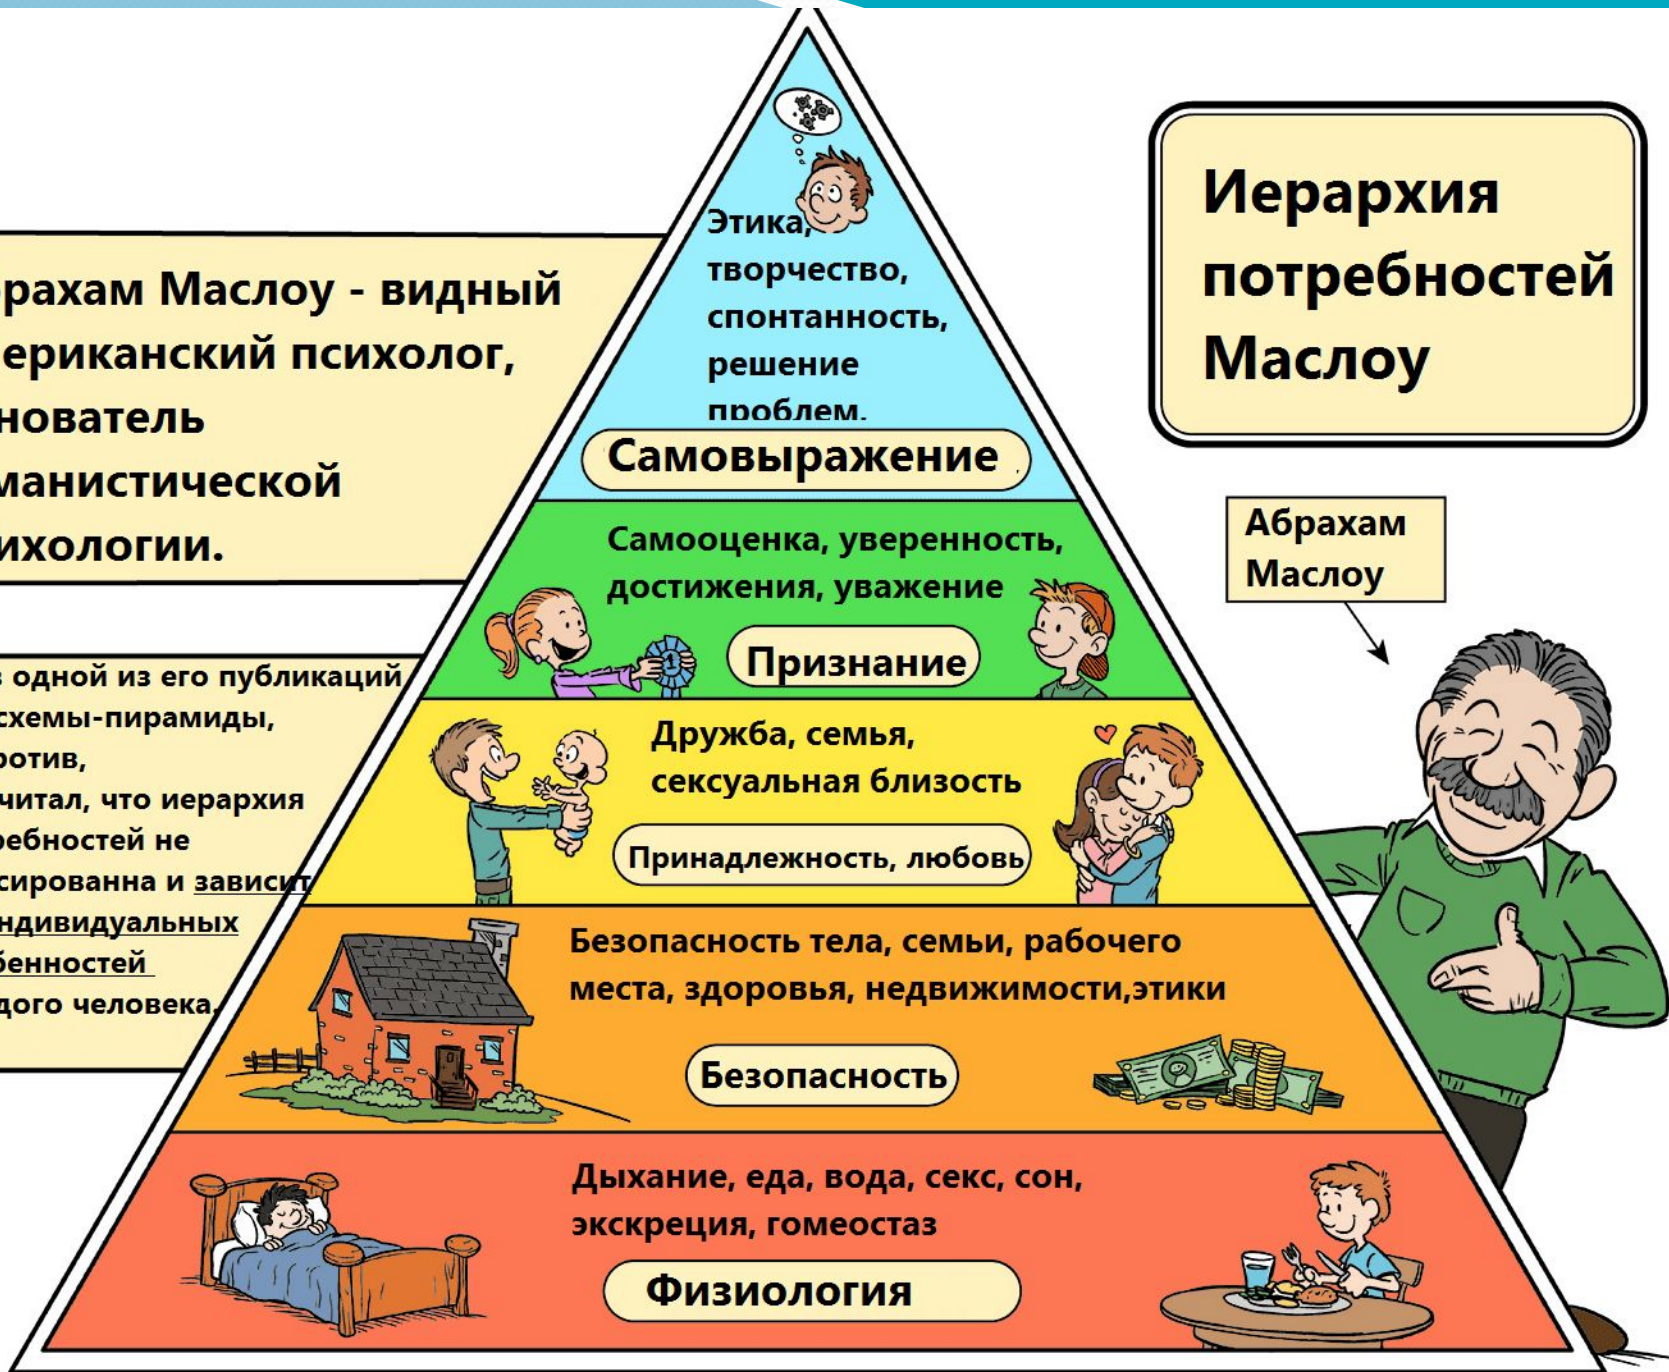 Иерархия
потребностей
Маслоу
рахам Маслоу - видный
ериканский психолог,
нователь
манистической
ихологии.
в одной из его публикаций
схемы-пирамиды,
ротив,
читал, что иерархия
ребностей не
сированна и зависит
ндивидуальных
бенностей
дого человека.
Этика,
творчество,
спонтанность,
решение
проблем.
Самовыражение
Самооценка, уверенность,
достижения, уважение
1
Признание
Дружба, семья,
сексуальная близость
Принадлежность, любовь
Безопасность тела, семьи, рабочего
места, здоровья, недвижимости,этики
Безопасность
Дыхание, еда, вода, секс, сон,
экскреция, гомеостаз
Физиология
Абрахам
Маслоу